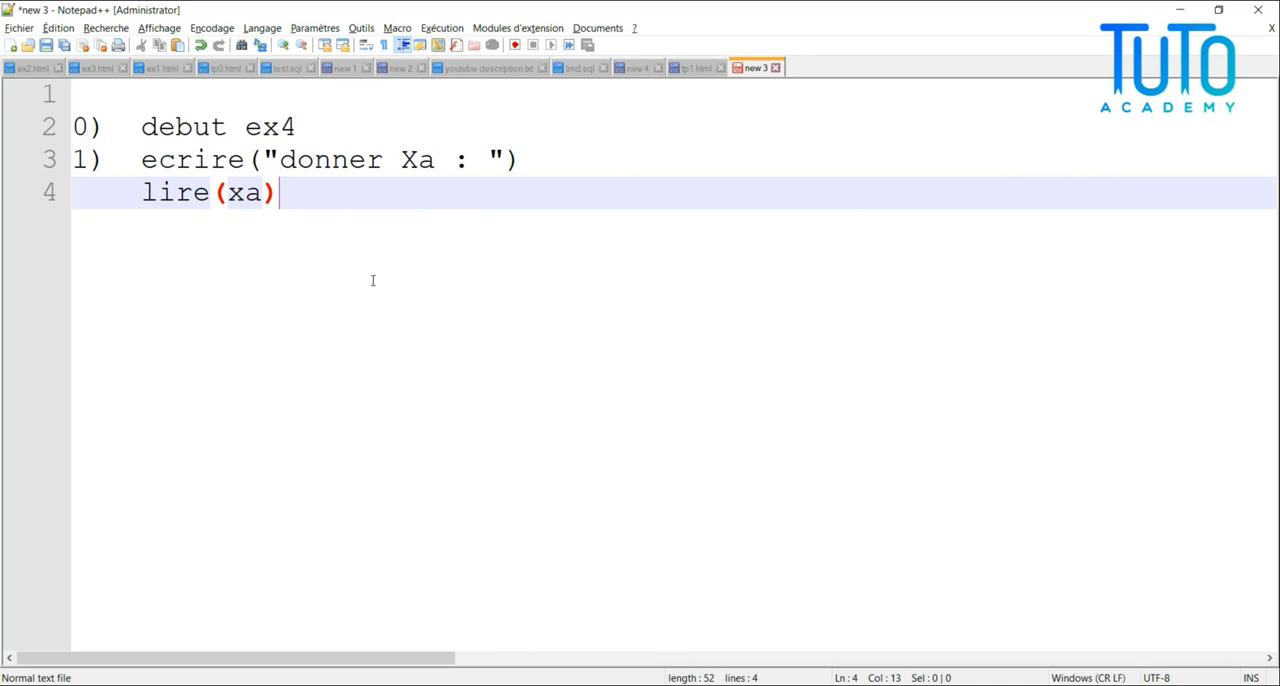 *new 3 - Notepad++ [Administrator]
Fichier Édition Recherche Affichage Encodage Langage Paramètres Outils Macro Exécution Modules d'extension Documents ? X
ex2.html ex3.html ex1.html tp0.html test.sql new 1 new 2 youtube description.txt lmd.sql new 4 tp1.html new 3
TUTO
ACADEMY
1
2 0) debut ex4
3 1) ecrire("donner Xa : ")
4 lire(xa)
Normal text file length : 52 lines : 4 Ln : 4 Col : 13 Sel : 0 | 0 Windows (CR LF) UTF-8 INS